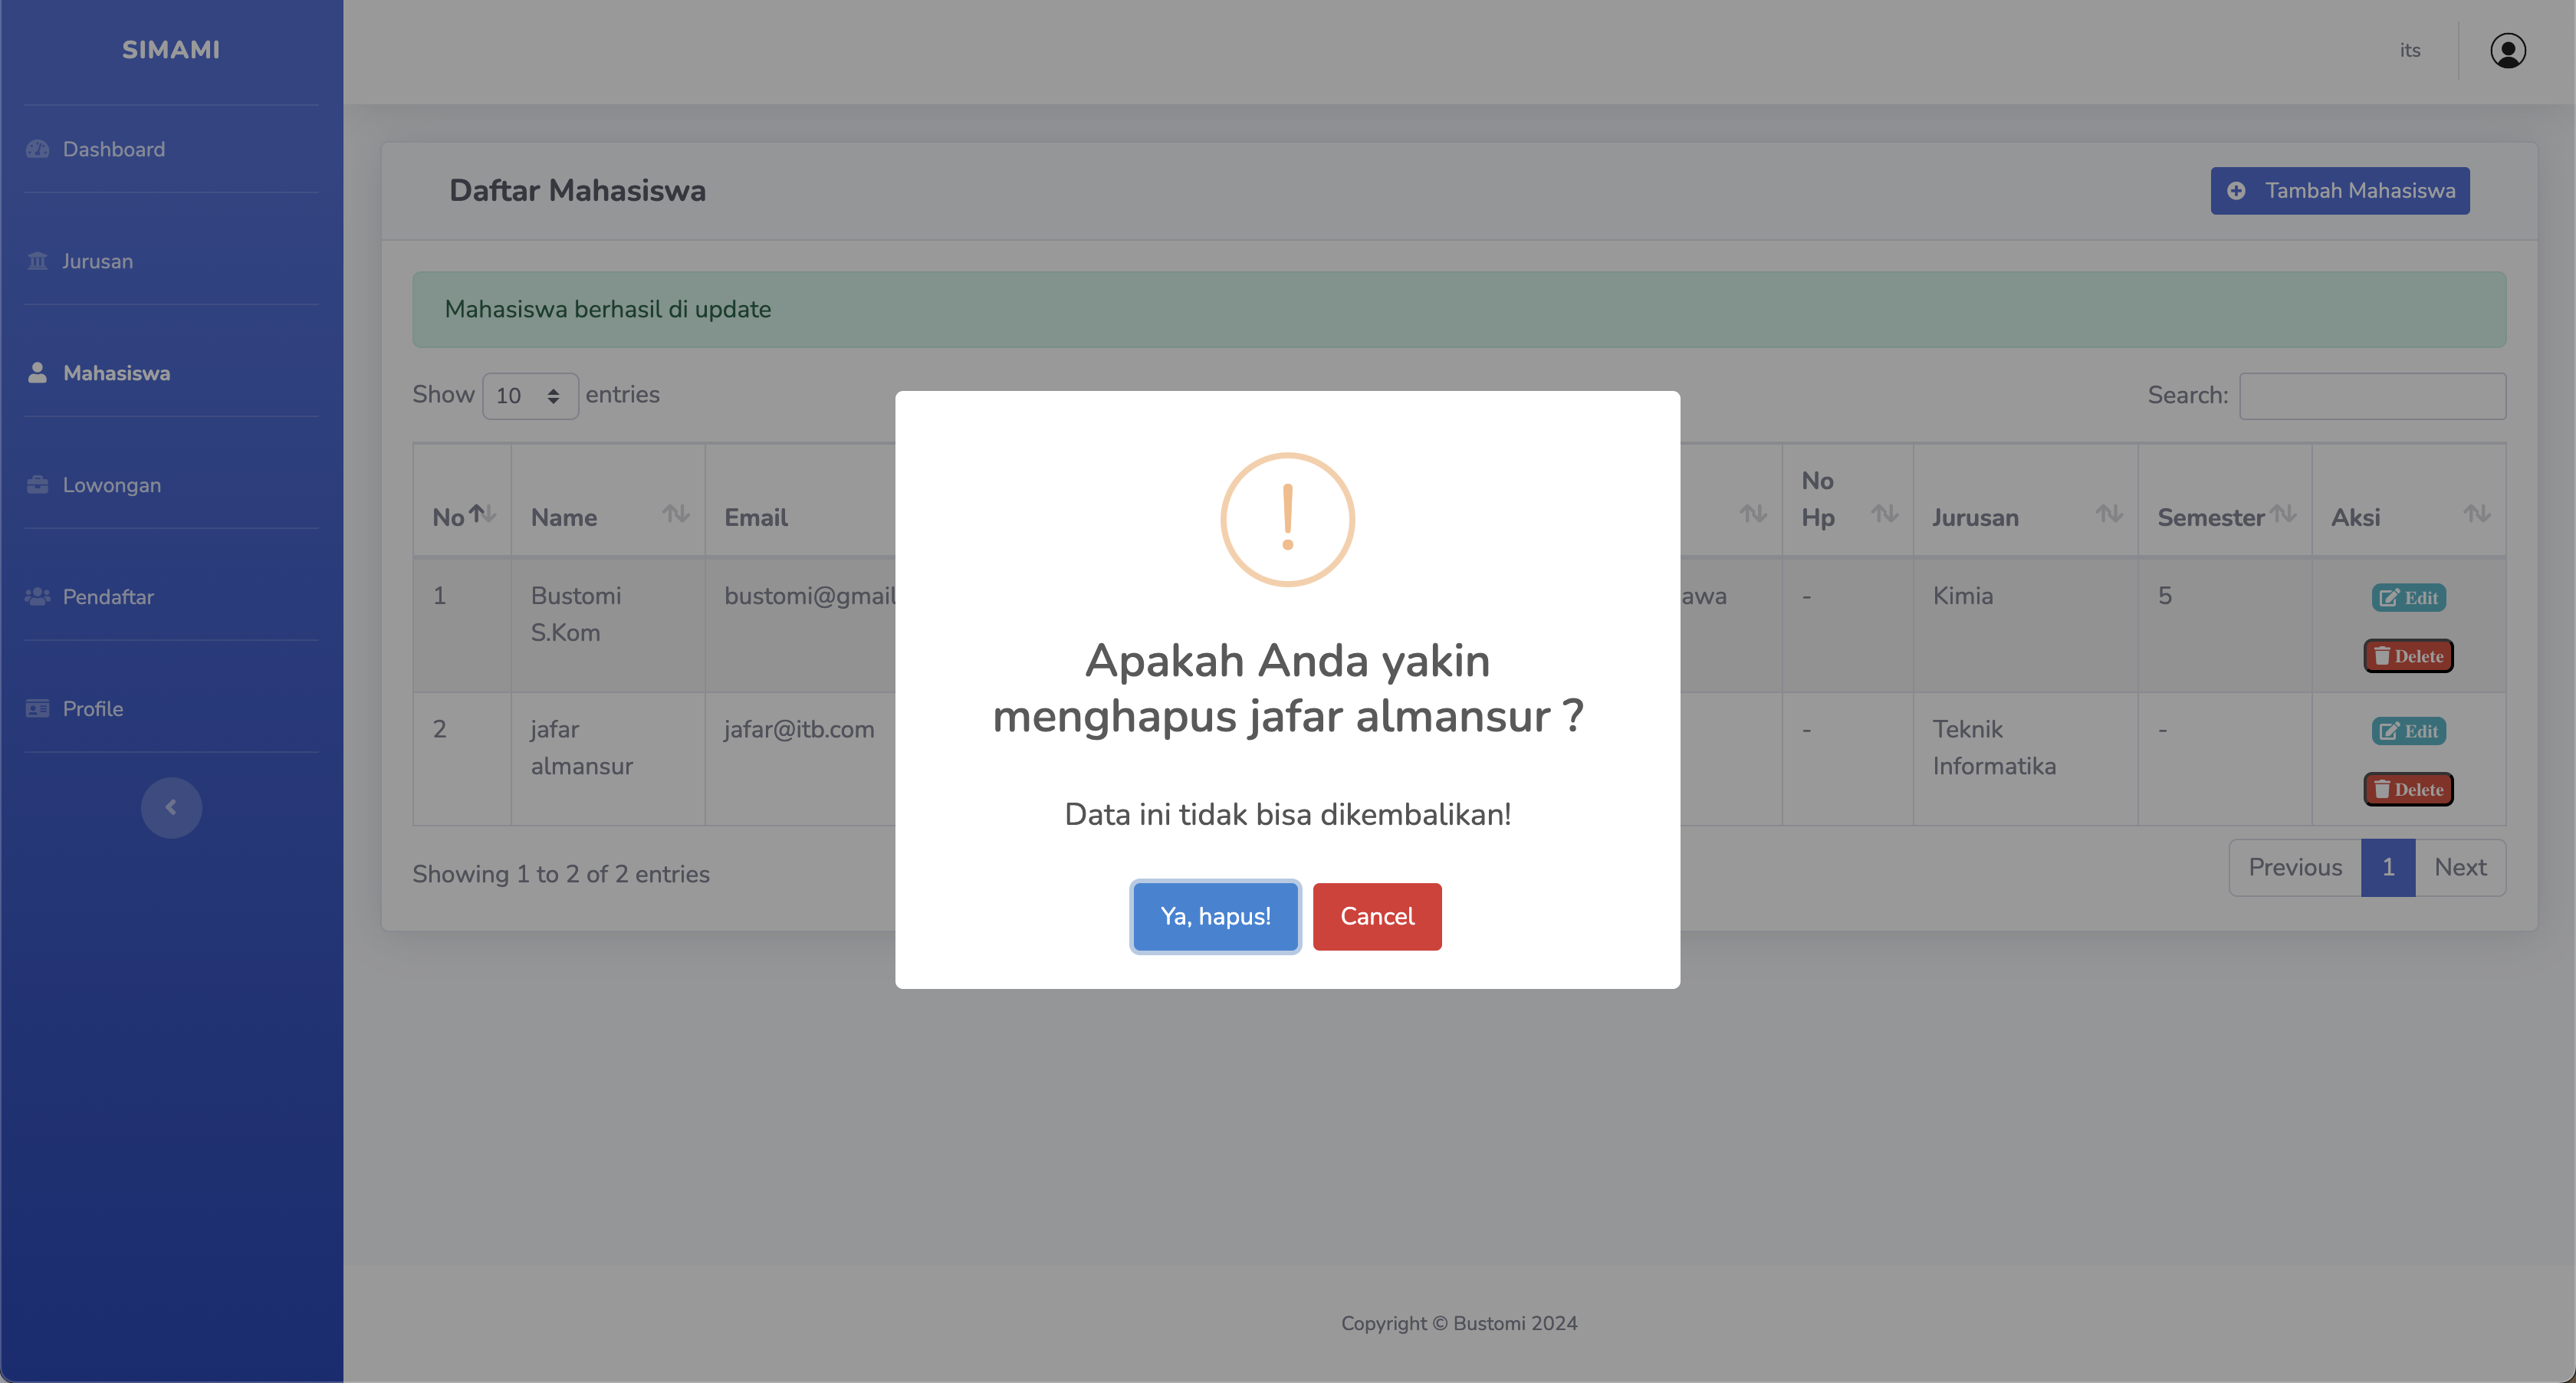 SIMAMI
its
Dashboard
Jurusan
Mahasiswa
Lowongan
Pendaftar
Profile
Daftar Mahasiswa
Tambah Mahasiswa
Mahasiswa berhasil di update
Show 10 entries
Search:
No Name Email No Hp Jurusan Semester Aksi
1 Bustomi S.Kom bustomi@gmail awa - Kimia 5 Edit Delete
2 jafar almansur jafar@itb.com - Teknik Informatika - Edit Delete
Showing 1 to 2 of 2 entries
Previous 1 Next
!
Apakah Anda yakin
menghapus jafar almansur ?
Data ini tidak bisa dikembalikan!
Ya, hapus! Cancel
Copyright © Bustomi 2024